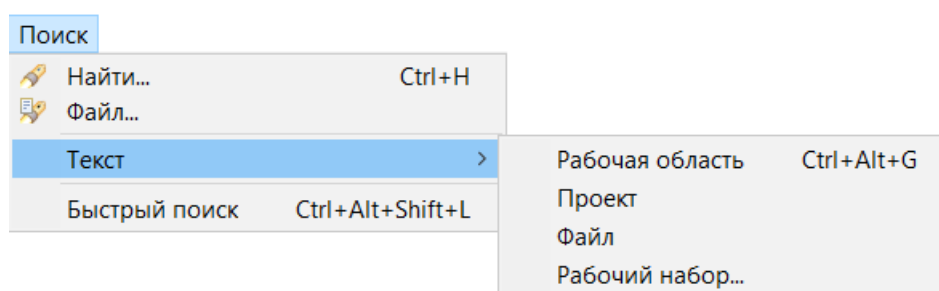 Поиск
Найти... Ctrl+H
Файл...
Текст >
Быстрый поиск Ctrl+Alt+Shift+L
Рабочая область Ctrl+Alt+G
Проект
Файл
Рабочий набор...